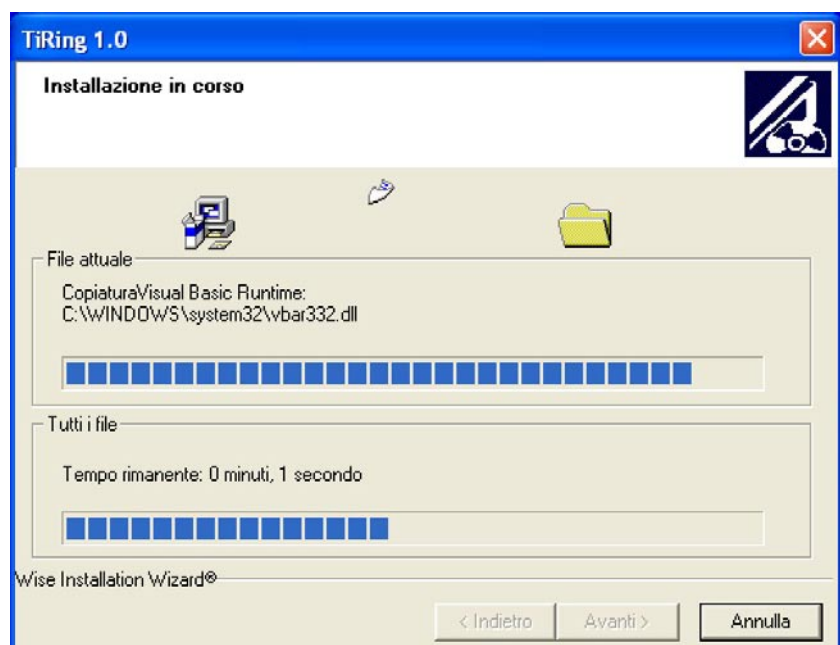 TiRing 1.0
Installazione in corso
File attuale
CopiaturaVisual Basic Runtime:
C:\WINDOWS\system32\vbar332.dll
Tutti i file
Tempo rimanente: 0 minuti, 1 secondo
Wise Installation Wizard®
< Indietro
Avanti >
Annulla